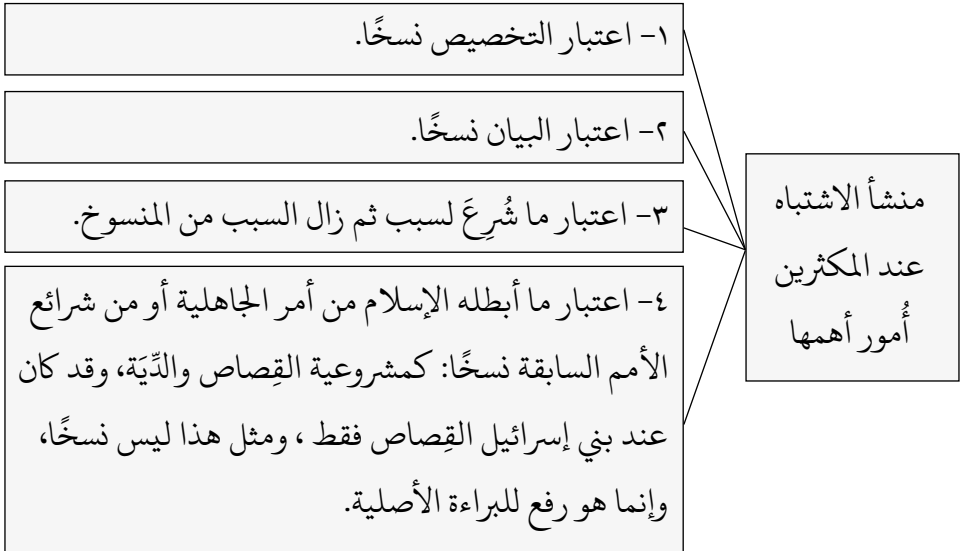 منشأ الاشتباه
عند المكثرين
أُمور أهمها
١- اعتبار التخصيص نسخًا.
٢- اعتبار البيان نسخًا.
٣- اعتبار ما شُرِعَ لسبب ثم زال السبب من المنسوخ.
٤- اعتبار ما أبطله الإسلام من أمر الجاهلية أو من شرائع
الأمم السابقة نسخًا: كمشروعية القِصاص والدِّيَة، وقد كان
عند بني إسرائيل القِصاص فقط ، ومثل هذا ليس نسخًا،
وإنما هو رفع للبراءة الأصلية.